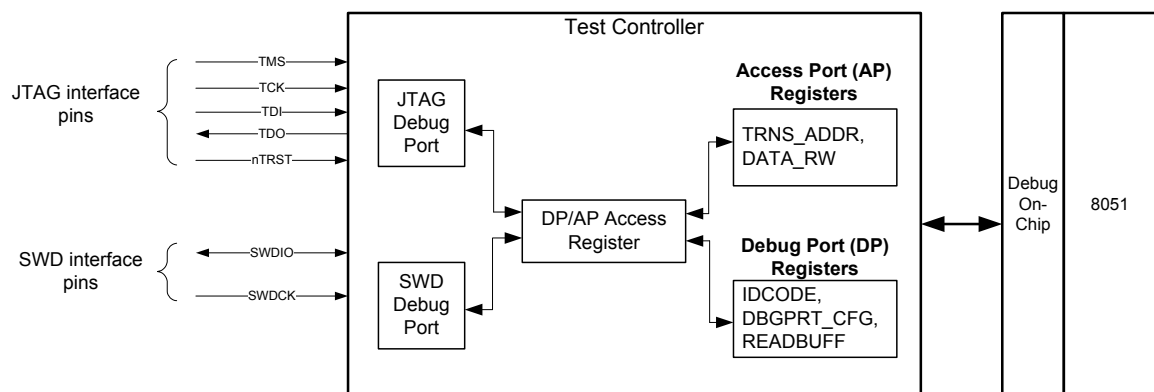 Test Controller
JTAG interface
pins
TMS
TCK
TDI
TDO
nTRST
SWD interface
pins
SWDIO
SWDCK
JTAG
Debug
Port
SWD
Debug
Port
DP/AP Access
Register
Access Port (AP)
Registers
TRNS_ADDR,
DATA_RW
Debug Port (DP)
Registers
IDCODE,
DBGPRT_CFG,
READBUFF
Debug
On-
Chip
8051